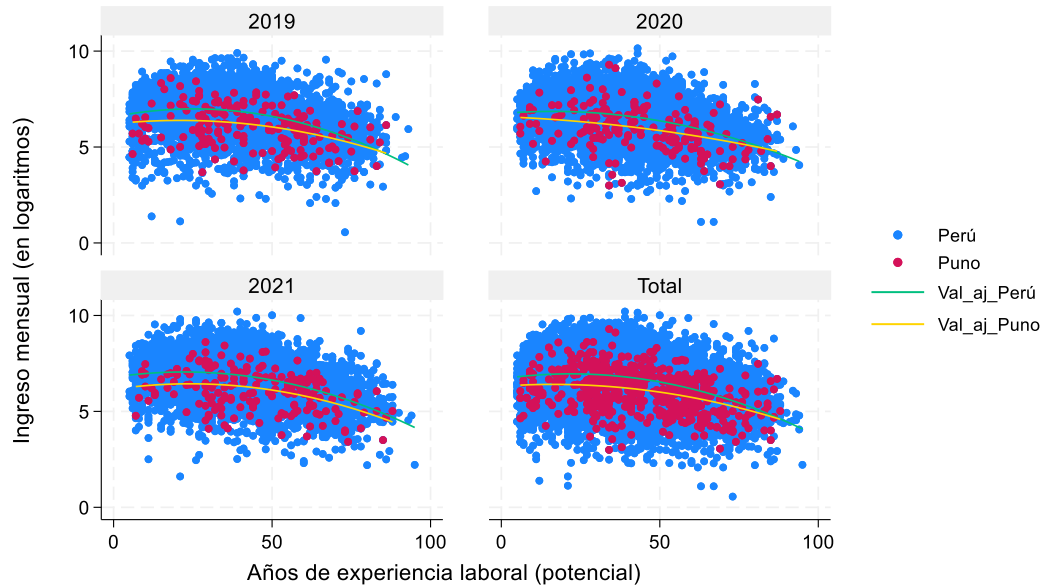 2019
2020
10
5
0
2021
Total
10
5
0
0
50
100
0
50
100
Ingreso mensual (en logaritmos)
Años de experiencia laboral (potencial)
Perú
Puno
Val_aj_Perú
Val_aj_Puno